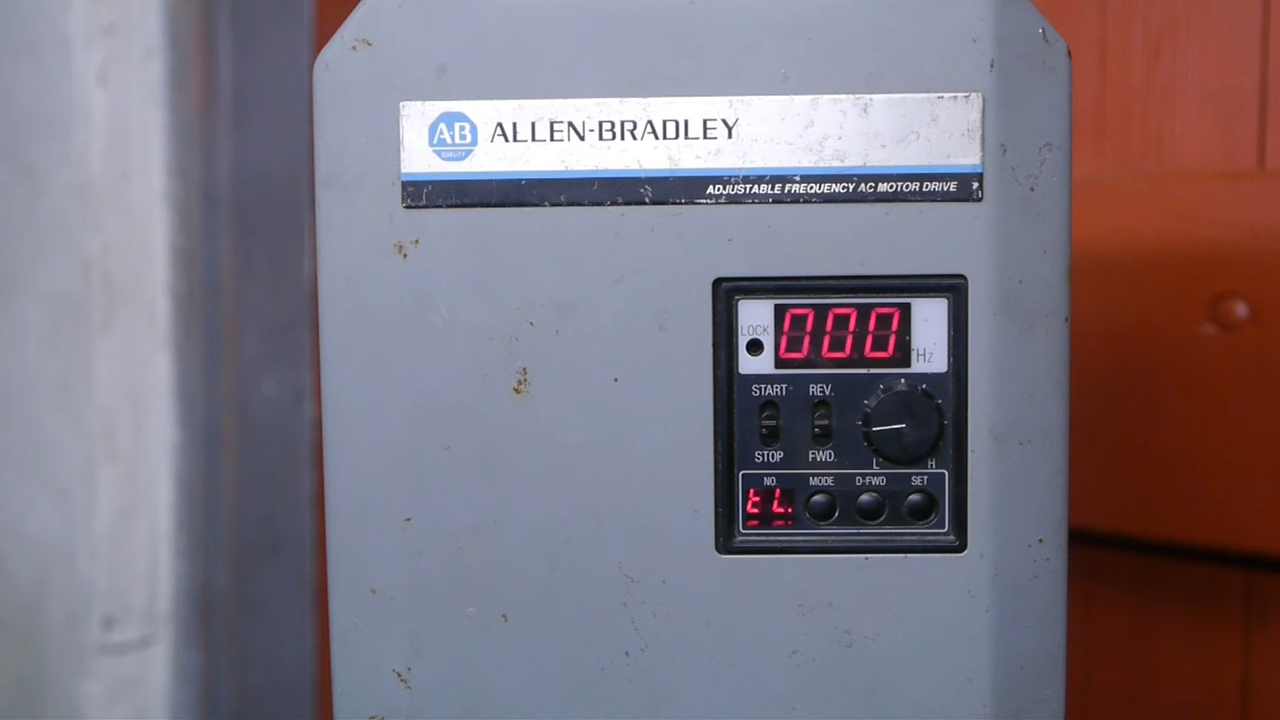 A·B
QUALITY
ALLEN-BRADLEY
ADJUSTABLE FREQUENCY AC MOTOR DRIVE
LOCK
000
Hz
START REV.
STOP FWD.
L H
NO. MODE D-FWD SET
tL.